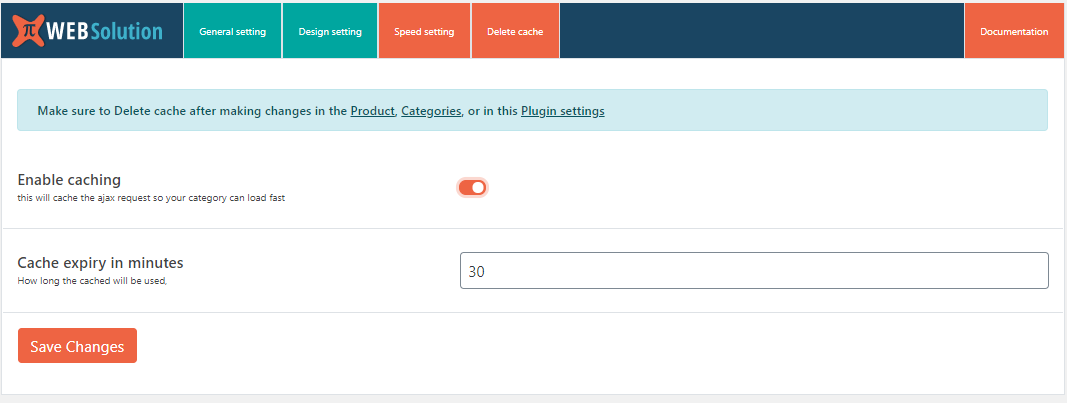 π WEB Solution
General setting
Design setting
Speed setting
Delete cache
Documentation
Make sure to Delete cache after making changes in the Product, Categories, or in this Plugin settings
Enable caching
this will cache the ajax request so your category can load fast
Cache expiry in minutes
How long the cached will be used,
30
Save Changes